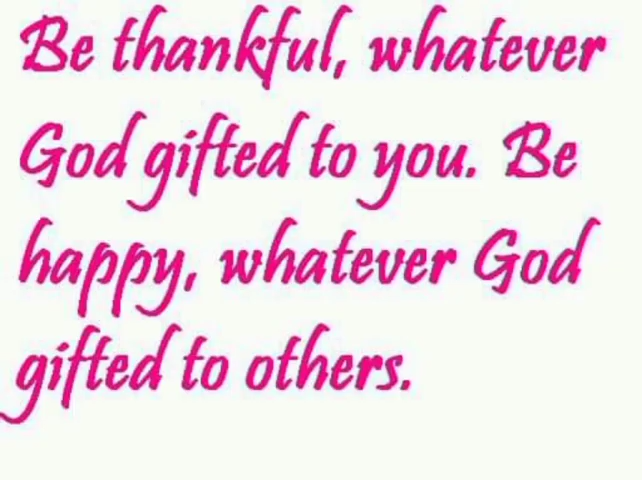 Be thankful, whatever
God gifted to you. Be
happy, whatever God
gifted to others.